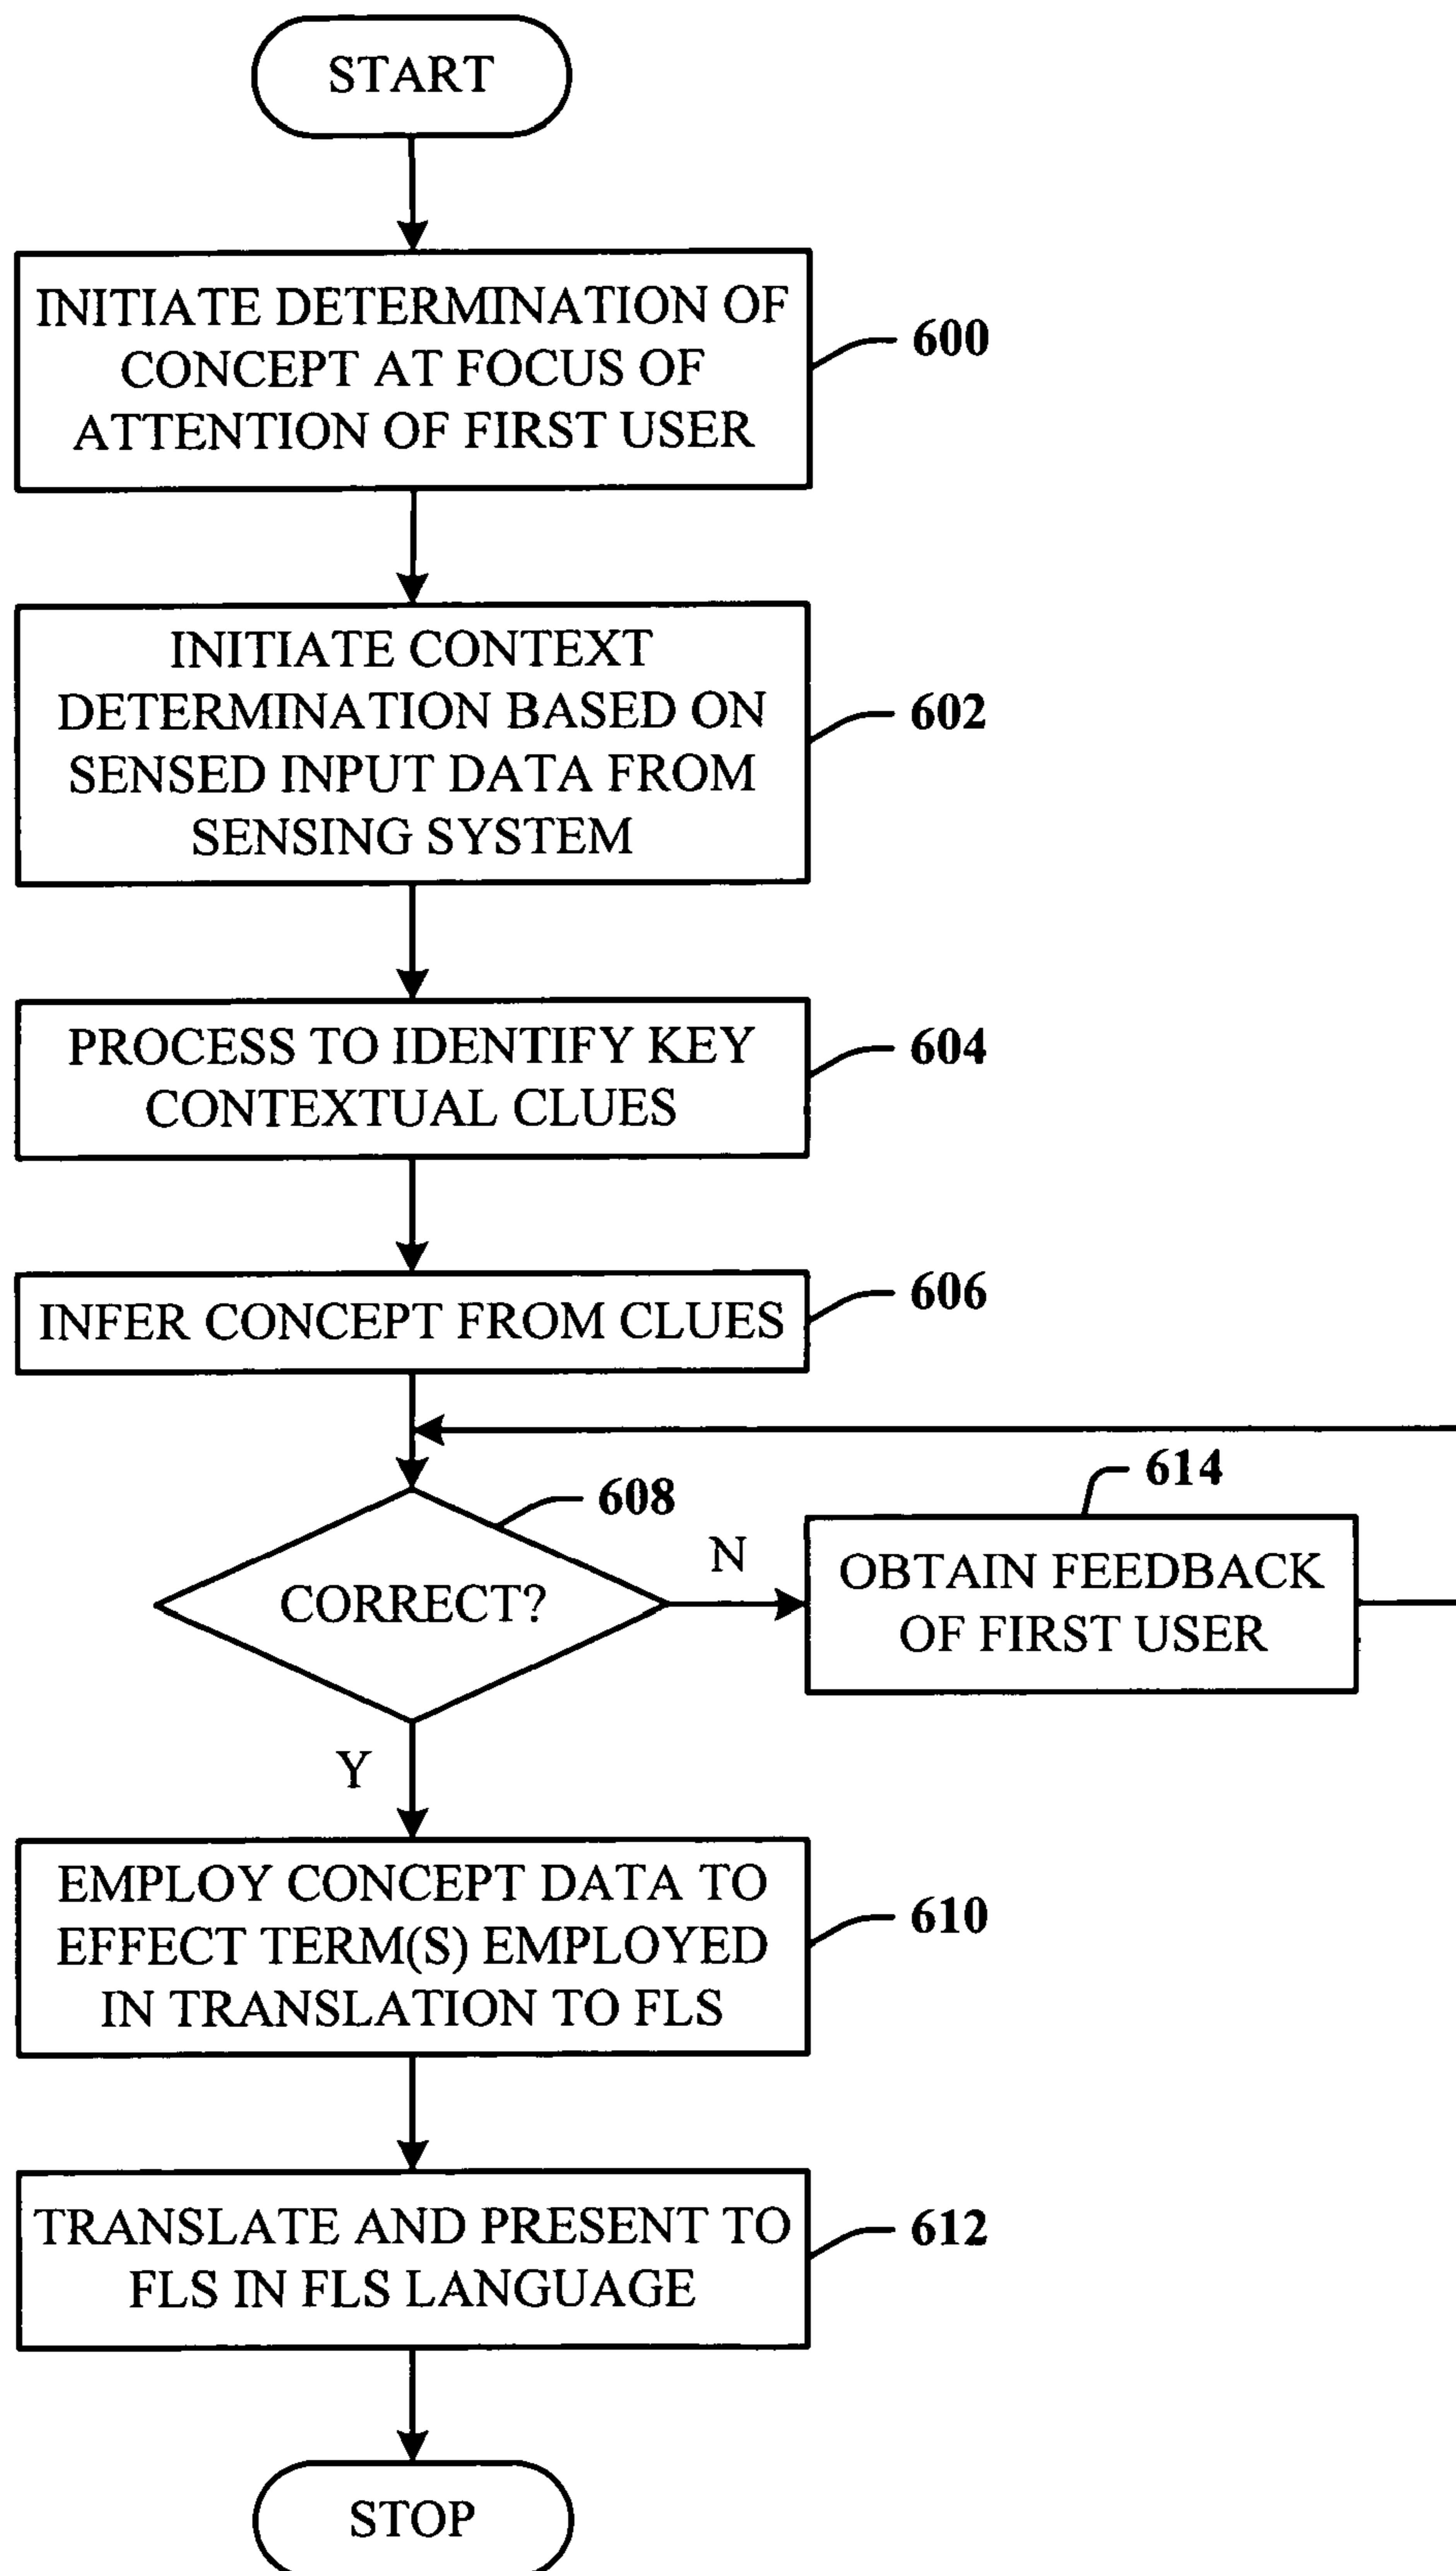 START
INITIATE DETERMINATION OF
CONCEPT AT FOCUS OF
ATTENTION OF FIRST USER
600
INITIATE CONTEXT
DETERMINATION BASED ON
SENSED INPUT DATA FROM
SENSING SYSTEM
602
PROCESS TO IDENTIFY KEY
CONTEXTUAL CLUES
604
INFER CONCEPT FROM CLUES
606
608
CORRECT?
N
614
OBTAIN FEEDBACK
OF FIRST USER
Y
EMPLOY CONCEPT DATA TO
EFFECT TERM(S) EMPLOYED
IN TRANSLATION TO FLS
610
TRANSLATE AND PRESENT TO
FLS IN FLS LANGUAGE
612
STOP